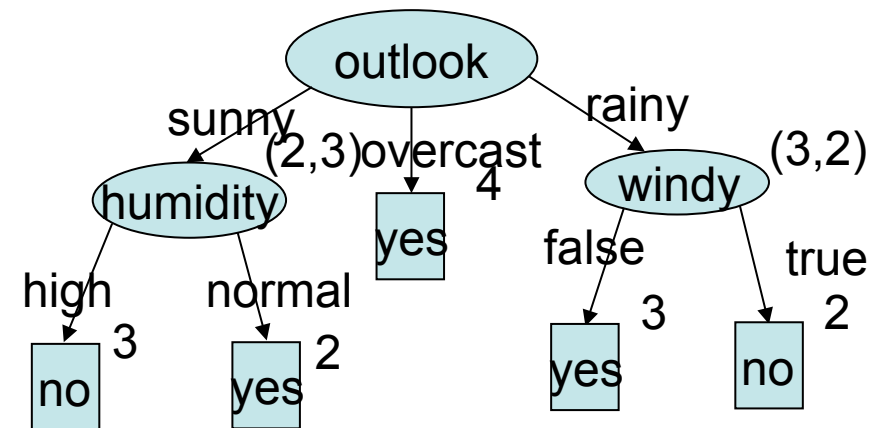 outlook
sunny
rainy
(2,3)
overcast
(3,2)
humidity
4
windy
yes
false
true
high
normal
3
2
3
2
no
yes
yes
no